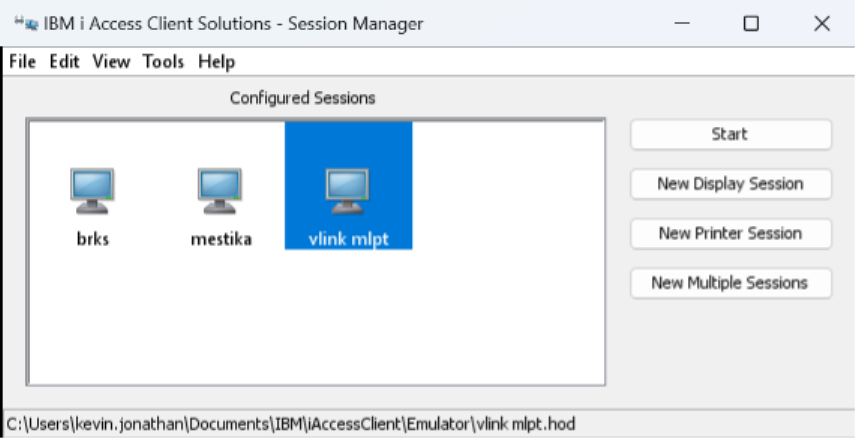 IBM i Access Client Solutions - Session Manager
File Edit View Tools Help
Configured Sessions
brks mestika vlink mlpt
Start
New Display Session
New Printer Session
New Multiple Sessions
C:\Users\kevin.jonathan\Documents\IBM\iAccessClient\Emulator\vlink mlpt.hod